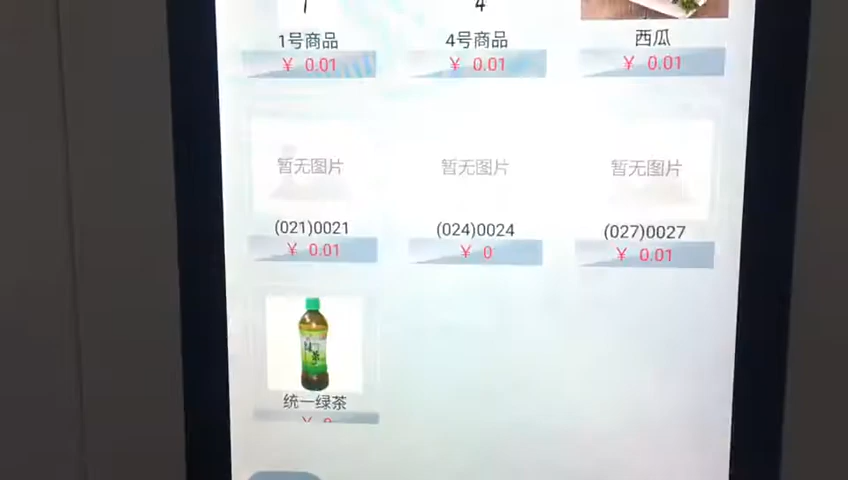 1
4
1号商品
4号商品
西瓜
¥ 0.01
¥ 0.01
¥ 0.01
暂无图片
暂无图片
暂无图片
(021)0021
(024)0024
(027)0027
¥ 0.01
¥ 0
¥ 0.01
绿茶
统一绿茶